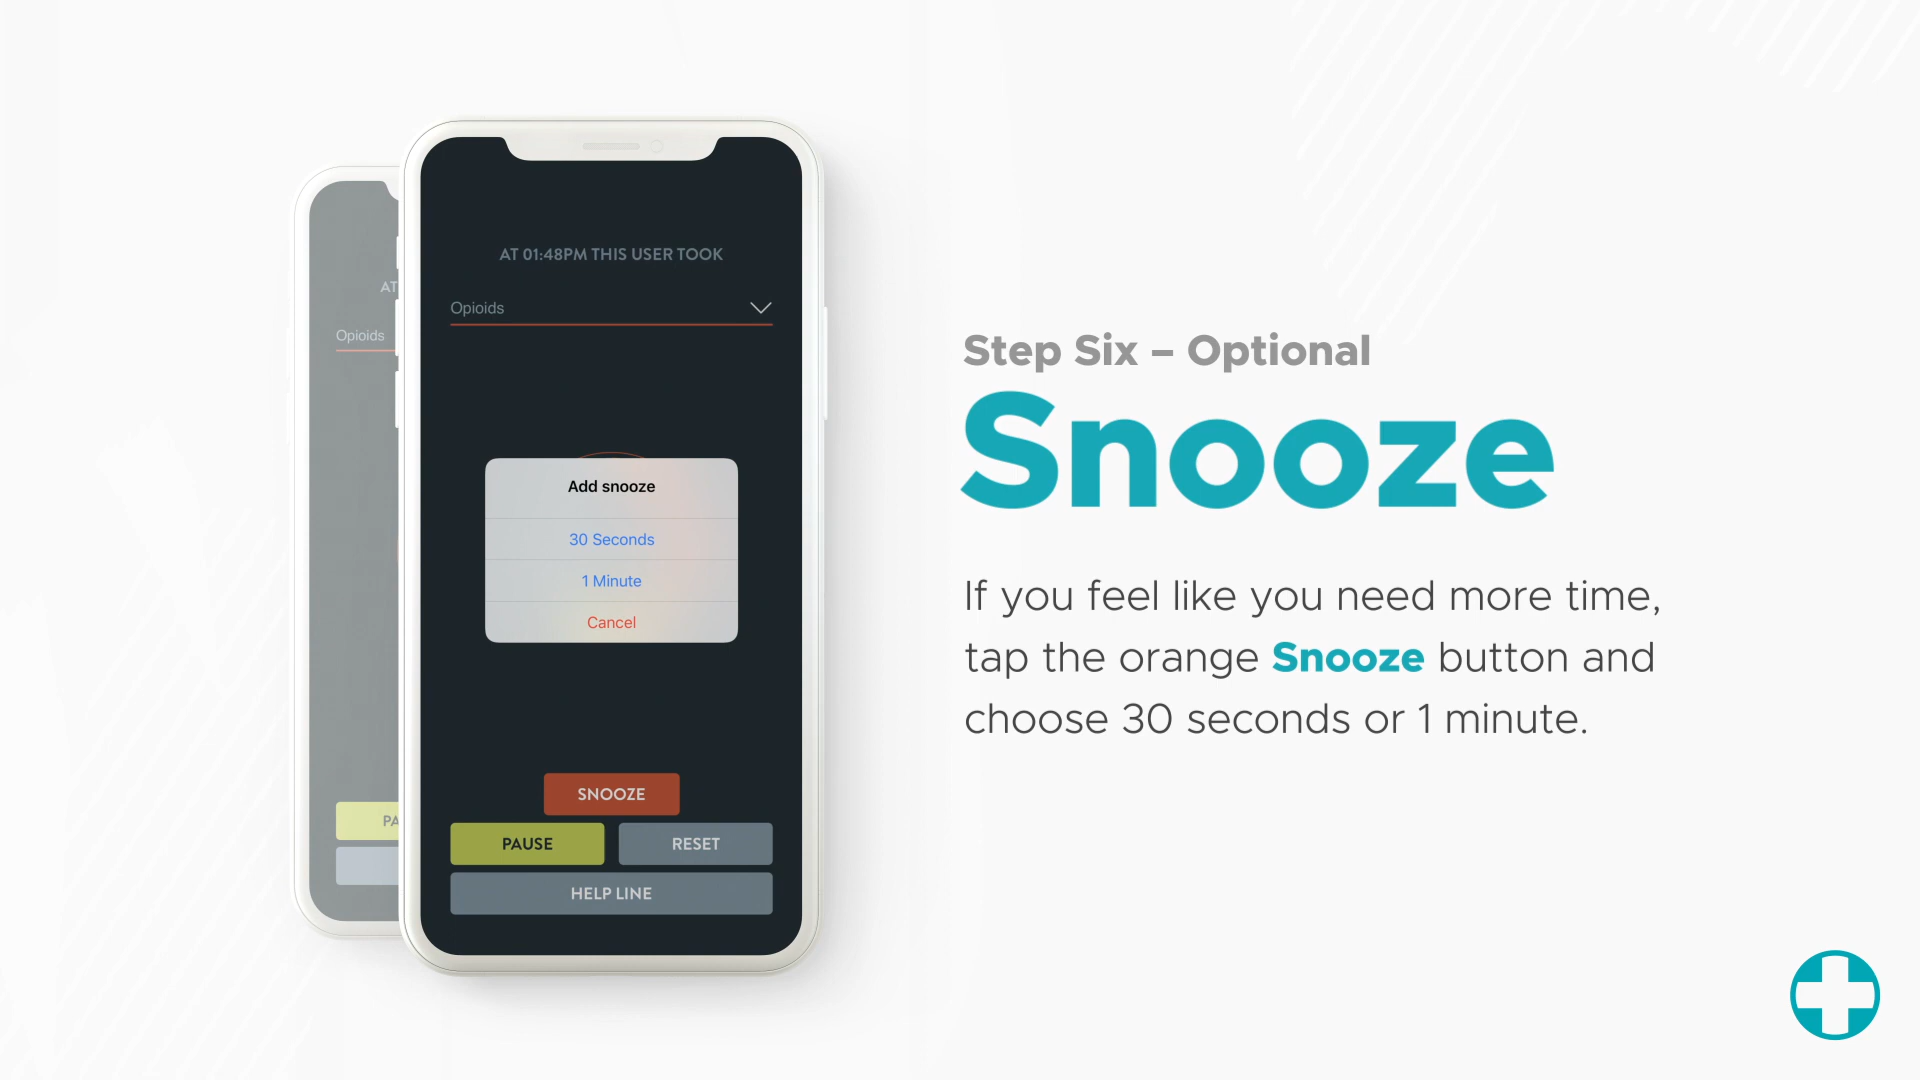 AT 01:48PM THIS USER TOOK
Opioids
Add snooze
30 Seconds
1 Minute
Cancel
SNOOZE
PAUSE
RESET
HELP LINE
AT
Opioids
PA
Step Six – Optional
Snooze
If you feel like you need more time,
tap the orange Snooze button and
choose 30 seconds or 1 minute.